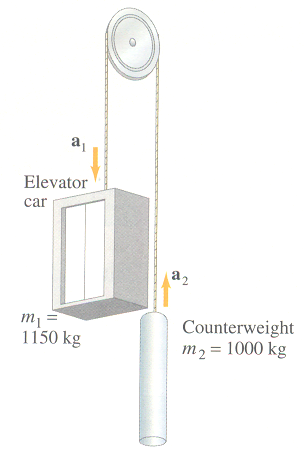 a₁
Elevator
car
a₂
m₁ =
1150 kg
Counterweight
m₂ = 1000 kg